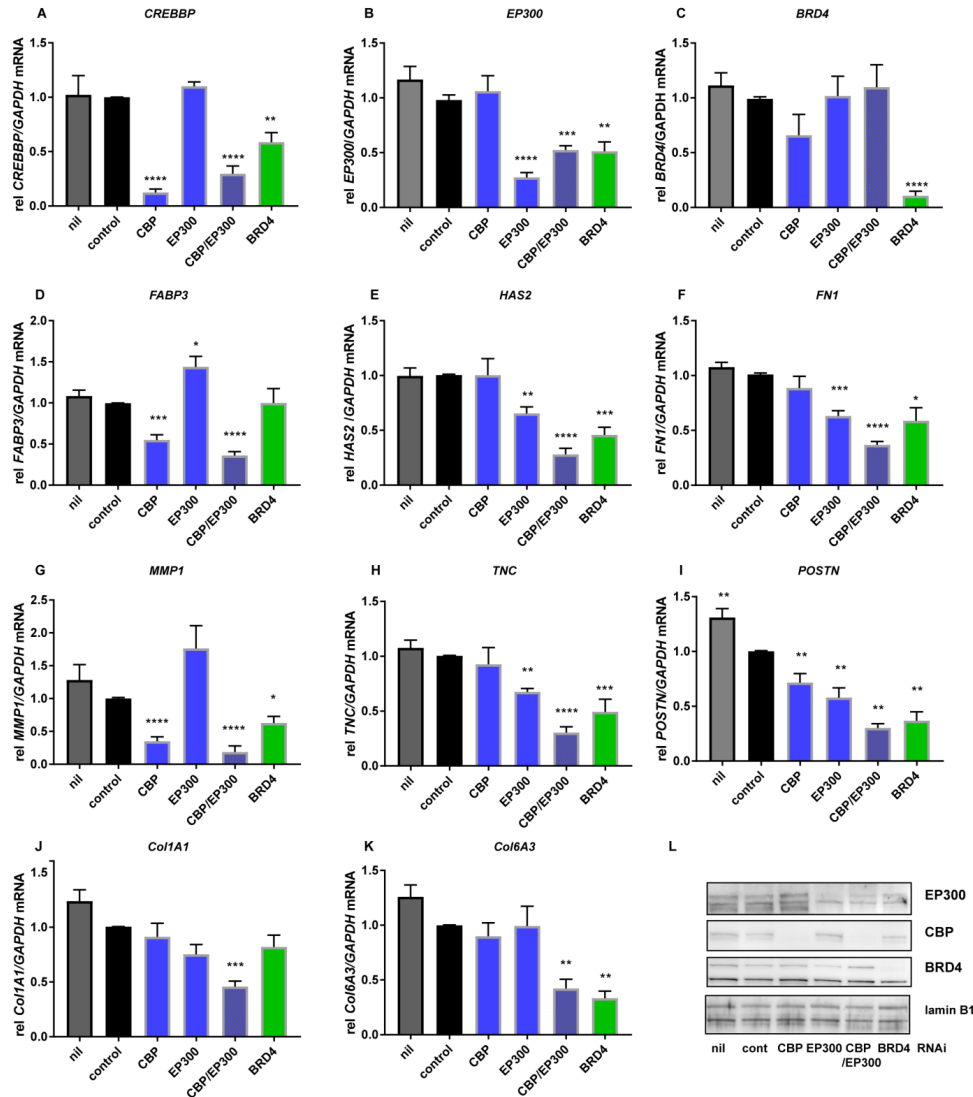 A CREBBP
rel CREBBP/GAPDH mRNA
1.5
1.0
0.5
0.0
**** **** **
nil control CBP EP300 CBP/EP300 BRD4
B EP300
rel EP300/GAPDH mRNA
1.5
1.0
0.5
0.0
**** *** **
nil control CBP EP300 CBP/EP300 BRD4
C BRD4
rel BRD4/GAPDH mRNA
1.5
1.0
0.5
0.0
****
nil control CBP EP300 CBP/EP300 BRD4
D FABP3
rel FABP3/GAPDH mRNA
2.0
1.5
1.0
0.5
0.0
*** * ****
nil control CBP EP300 CBP/EP300 BRD4
E HAS2
rel HAS2 /GAPDH mRNA
1.5
1.0
0.5
0.0
** **** ***
nil control CBP EP300 CBP/EP300 BRD4
F FN1
rel FN1/GAPDH mRNA
1.5
1.0
0.5
0.0
*** **** *
nil control CBP EP300 CBP/EP300 BRD4
G MMP1
rel MMP1/GAPDH mRNA
2.5
2.0
1.5
1.0
0.5
0.0
**** **** *
nil control CBP EP300 CBP/EP300 BRD4
H TNC
rel TNC/GAPDH mRNA
1.5
1.0
0.5
0.0
** **** ***
nil control CBP EP300 CBP/EP300 BRD4
I POSTN
rel POSTN/GAPDH mRNA
1.5
1.0
0.5
0.0
** ** ** ** **
nil control CBP EP300 CBP/EP300 BRD4
J Col1A1
rel Col1A1/GAPDH mRNA
1.5
1.0
0.5
0.0
***
nil control CBP EP300 CBP/EP300 BRD4
K Col6A3
rel Col6A3/GAPDH mRNA
1.5
1.0
0.5
0.0
** **
nil control CBP EP300 CBP/EP300 BRD4
L
EP300
CBP
BRD4
lamin B1
nil cont CBP EP300 CBP BRD4 RNAi
/EP300